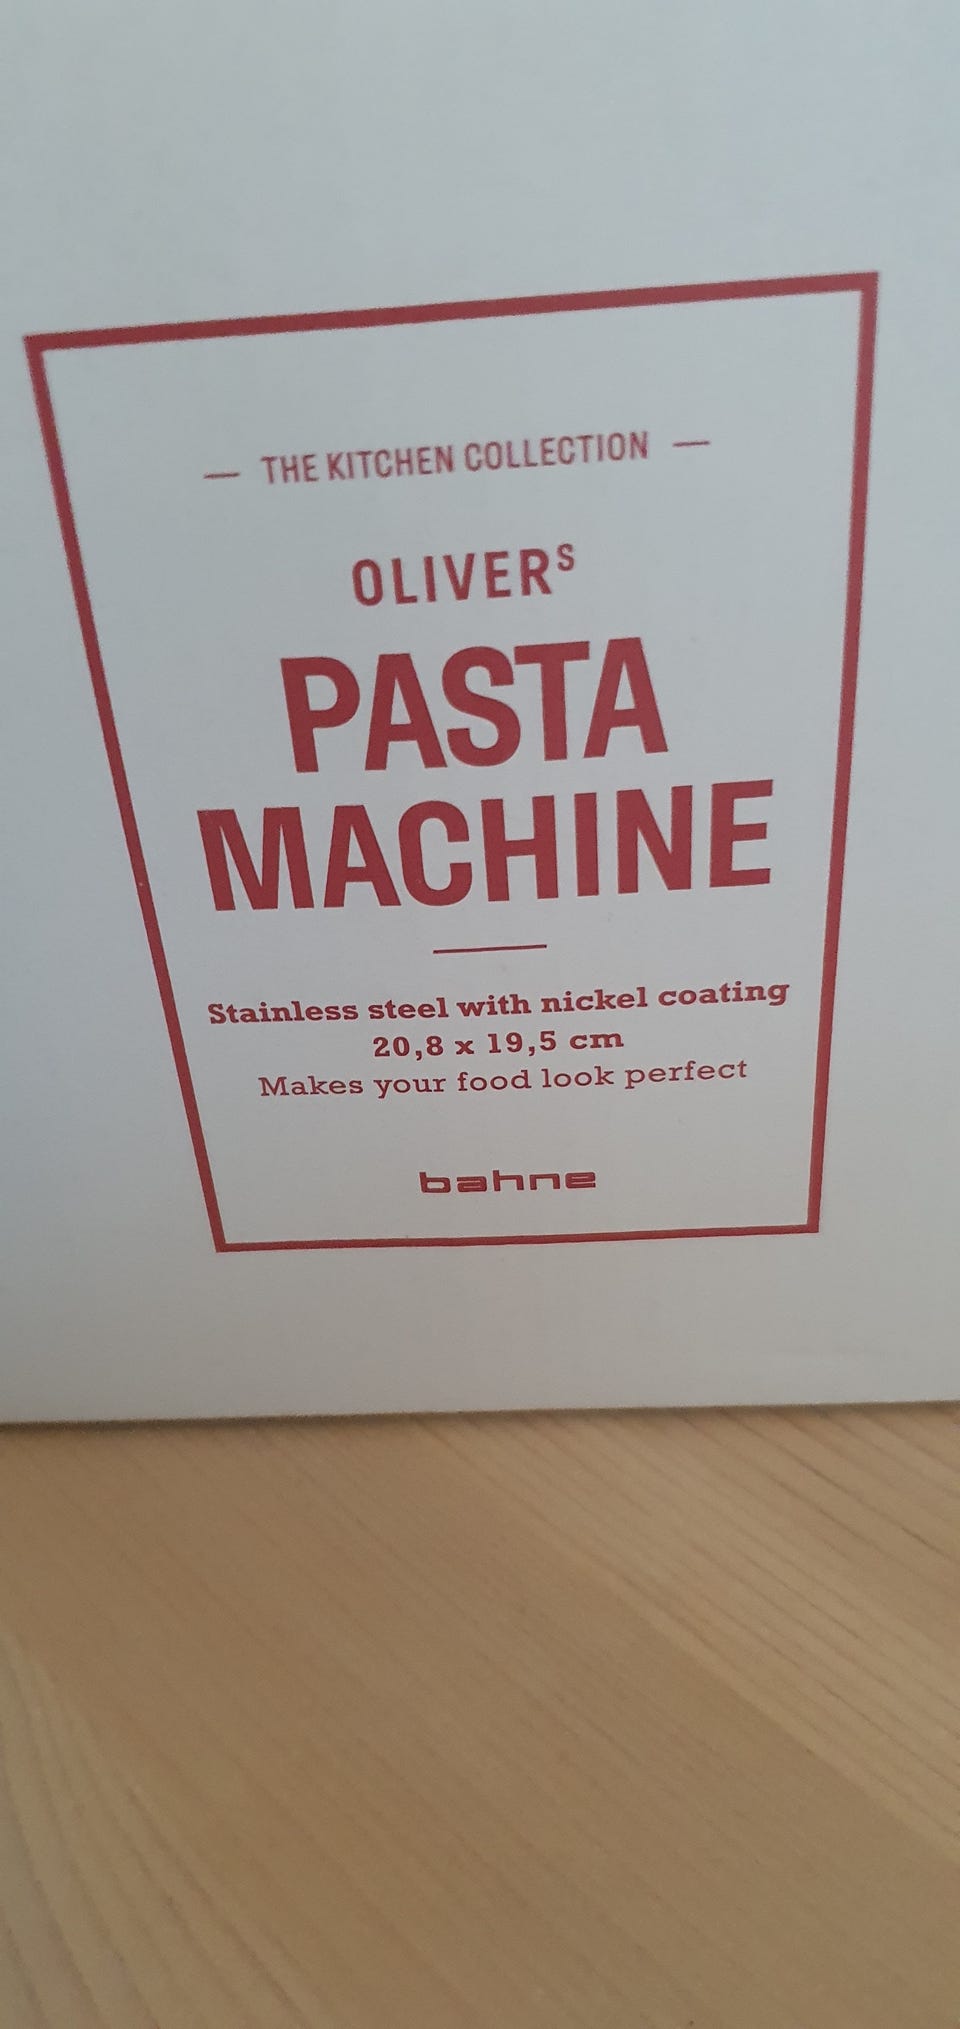 — THE KITCHEN COLLECTION —
OLIVERS
PASTA
MACHINE
Stainless steel with nickel coating
20,8 x 19,5 cm
Makes your food look perfect
bahne